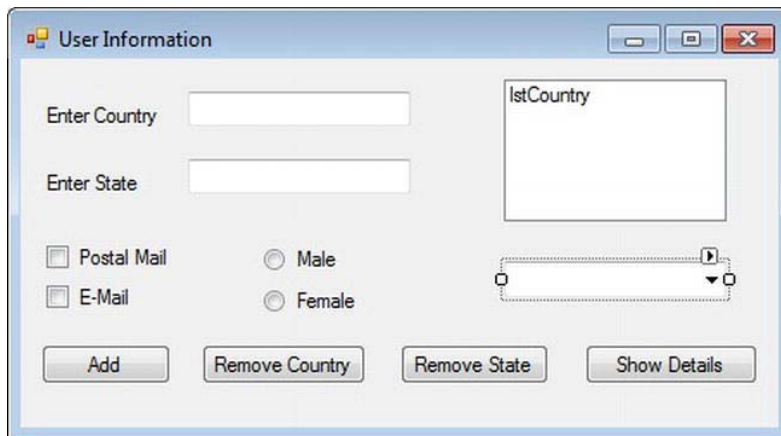 User Information
Enter Country
lstCountry
Enter State
Postal Mail
Male
E-Mail
Female
Add
Remove Country
Remove State
Show Details